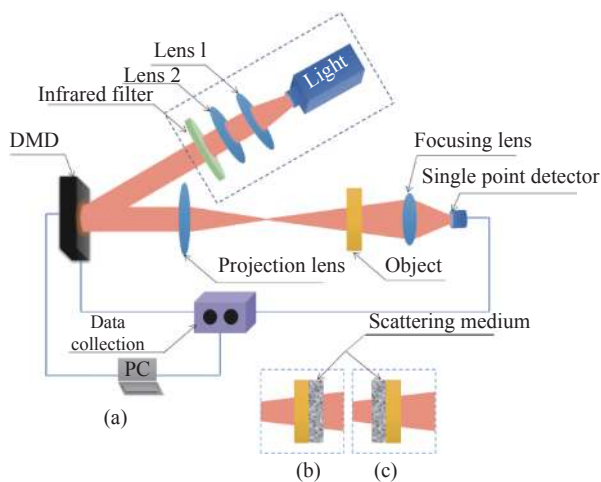 Lens 1
Light
Lens 2
Infrared filter
DMD
Focusing lens
Single point detector
Projection lens
Object
Data
collection
Scattering medium
PC
(a)
(b)
(c)